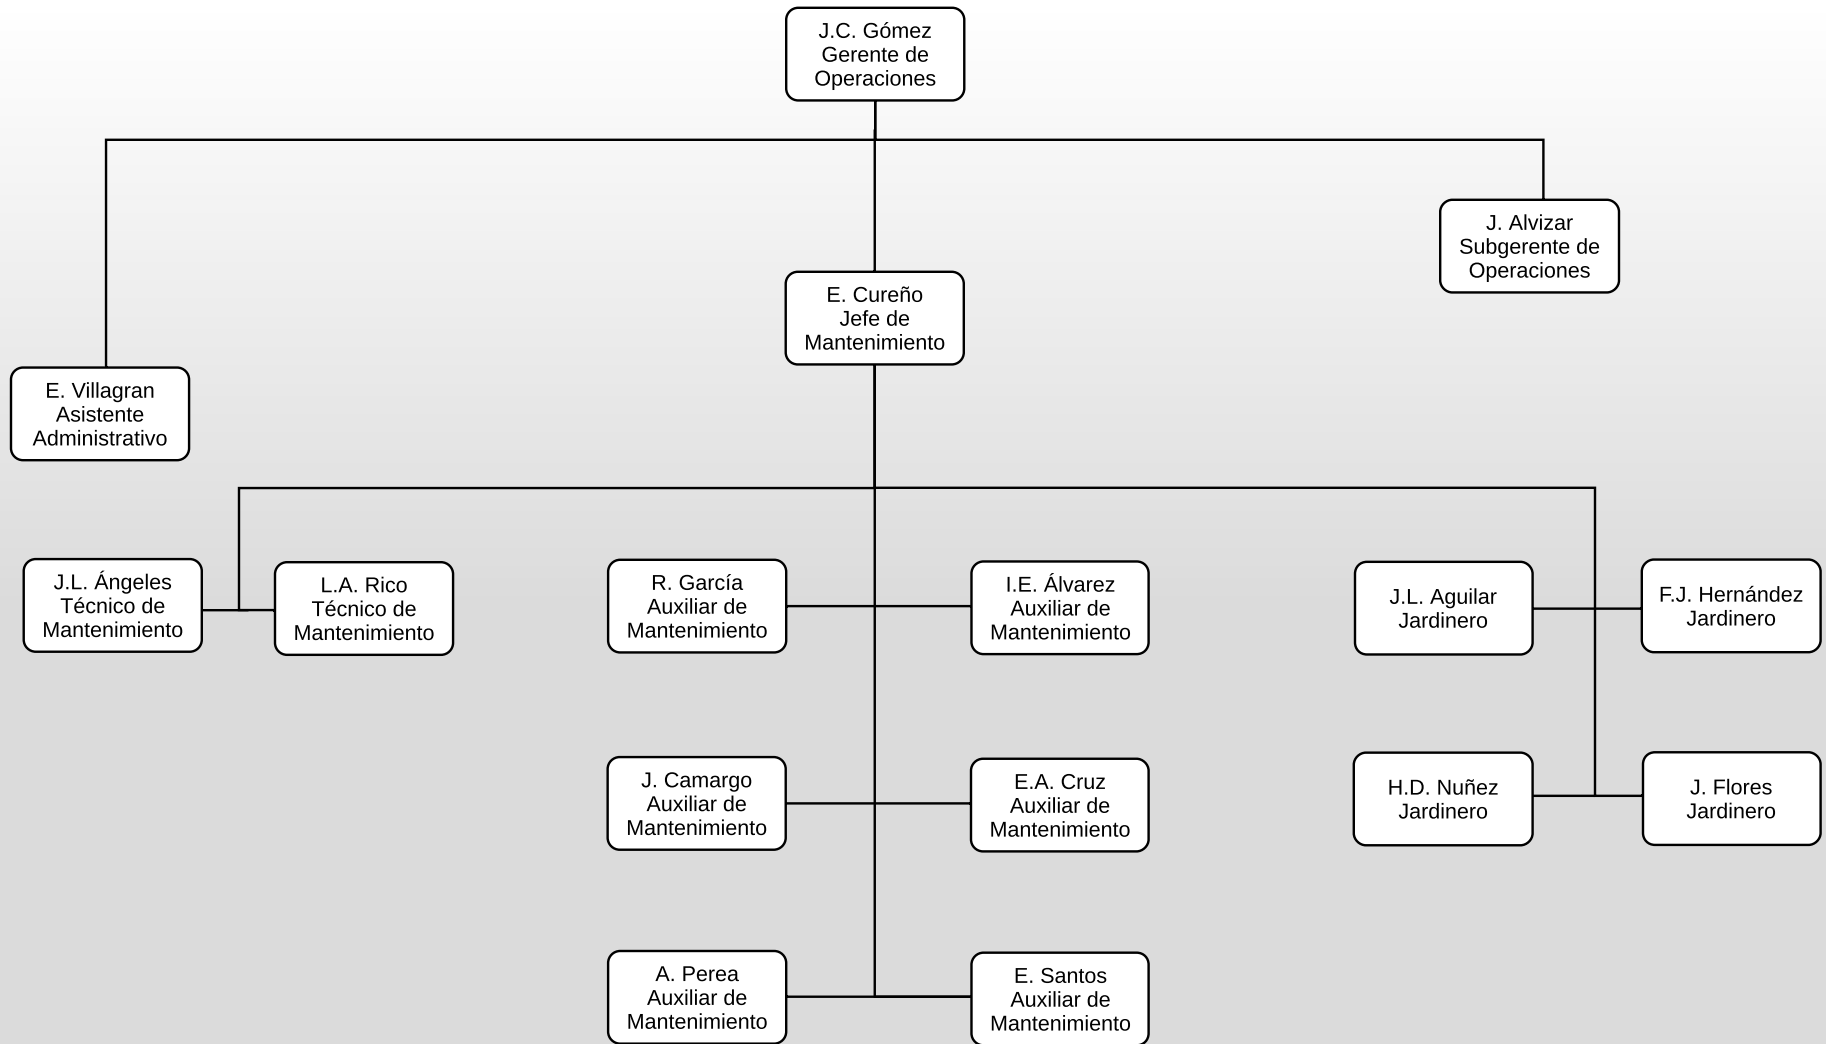 J.C. Gómez
Gerente de
Operaciones
J. Alvizar
Subgerente de
Operaciones
E. Cureño
Jefe de
Mantenimiento
E. Villagran
Asistente
Administrativo
J.L. Ángeles
Técnico de
Mantenimiento
L.A. Rico
Técnico de
Mantenimiento
R. García
Auxiliar de
Mantenimiento
I.E. Álvarez
Auxiliar de
Mantenimiento
J.L. Aguilar
Jardinero
F.J. Hernández
Jardinero
J. Camargo
Auxiliar de
Mantenimiento
E.A. Cruz
Auxiliar de
Mantenimiento
H.D. Nuñez
Jardinero
J. Flores
Jardinero
A. Perea
Auxiliar de
Mantenimiento
E. Santos
Auxiliar de
Mantenimiento